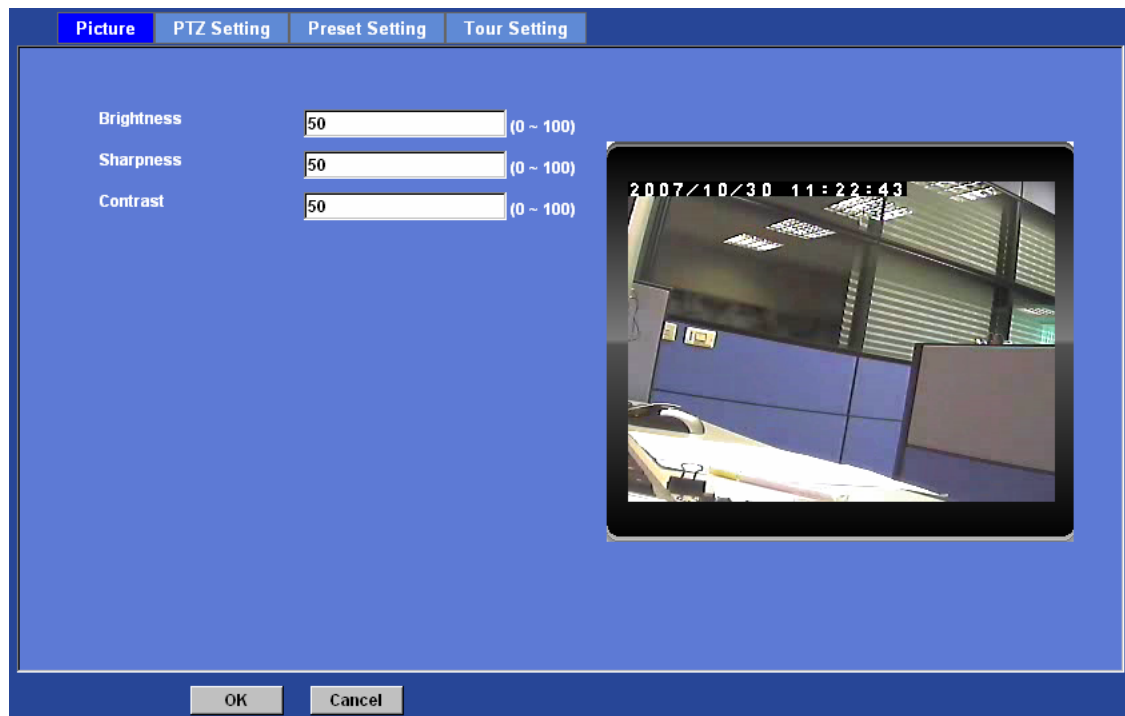 Picture PTZ Setting Preset Setting Tour Setting
Brightness 50 (0 ~ 100)
Sharpness 50 (0 ~ 100)
Contrast 50 (0 ~ 100)
2007/10/30 11:22:43
OK Cancel